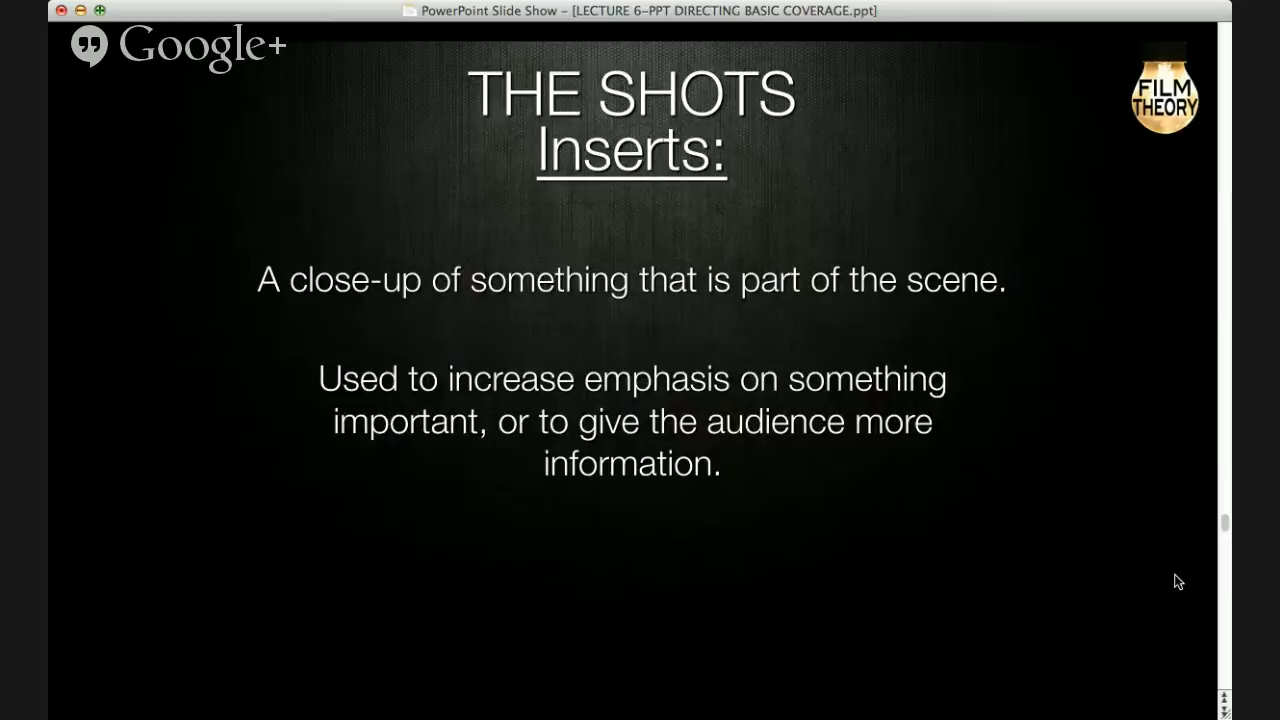 PowerPoint Slide Show – [LECTURE 6-PPT DIRECTING BASIC COVERAGE.ppt]
Google+
THE SHOTS
Inserts:
FILM
THEORY
A close-up of something that is part of the scene.
Used to increase emphasis on something
important, or to give the audience more
information.